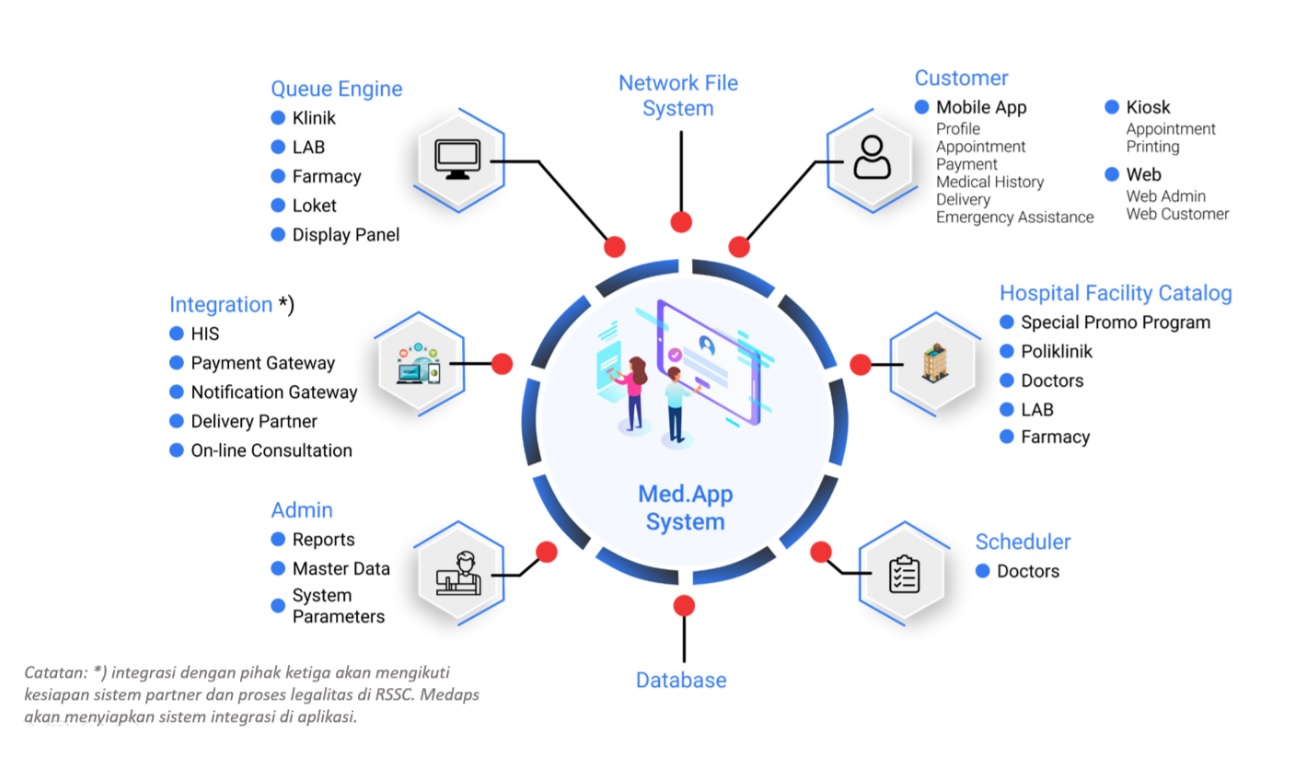 Queue Engine
Klinik
LAB
Farmacy
Loket
Display Panel
Network File
System
Customer
Mobile App
Profile
Appointment
Payment
Medical History
Delivery
Emergency Assistance
Kiosk
Appointment
Printing
Web
Web Admin
Web Customer
Integration *)
HIS
Payment Gateway
Notification Gateway
Delivery Partner
On-line Consultation
Hospital Facility Catalog
Special Promo Program
Poliklinik
Doctors
LAB
Farmacy
Med.App
System
Admin
Reports
Master Data
System
Parameters
Scheduler
Doctors
Database
Catatan: *) integrasi dengan pihak ketiga akan mengikuti
kesiapan sistem partner dan proses legalitas di RSSC. Medaps
akan menyiapkan sistem integrasi di aplikasi.